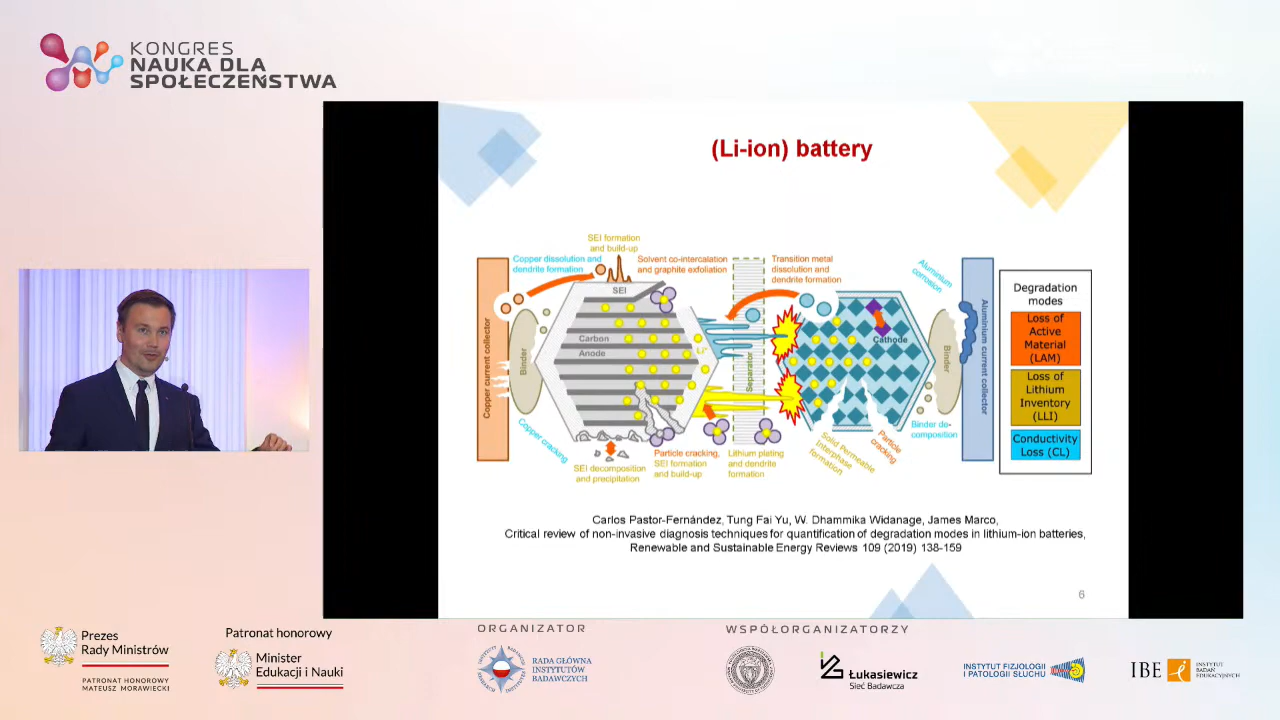 KONGRES
NAUKA DLA
SPOŁECZEŃSTWA
(Li-ion) battery
SEI formation
and build-up
Copper dissolution and
dendrite formation
Solvent co-intercalation
and graphite exfoliation
Transition metal
dissolution and
dendrite formation
Aluminium
corrosion
SEI
Copper current collector
Binder
Carbon
Anode
Li+
Separator
Cathode
Binder
Aluminium current collector
Copper cracking
SEI decomposition
and precipitation
Particle cracking,
SEI formation
and build-up
Lithium plating
and dendrite
formation
Solid Permeable
Interphase
formation
Particle
cracking
Binder de-
composition
Degradation
modes
Loss of
Active
Material
(LAM)
Loss of
Lithium
Inventory
(LLI)
Conductivity
Loss (CL)
Carlos Pastor-Fernández, Tung Fai Yu, W. Dhammika Widanage, James Marco,
Critical review of non-invasive diagnosis techniques for quantification of degradation modes in lithium-ion batteries,
Renewable and Sustainable Energy Reviews 109 (2019) 138-159
6
Prezes
Rady Ministrów
PATRONAT HONOROWY
MATEUSZ MORAWIECKI
Patronat honorowy
Minister
Edukacji i Nauki
ORGANIZATOR
RADA GŁÓWNA
INSTYTUTÓW
BADAWCZYCH
WSPÓŁORGANIZATORZY
Łukasiewicz
Sieć Badawcza
INSTYTUT FIZJOLOGII
I PATOLOGII SŁUCHU
IBE
INSTYTUT
BADAŃ
EDUKACYJNYCH